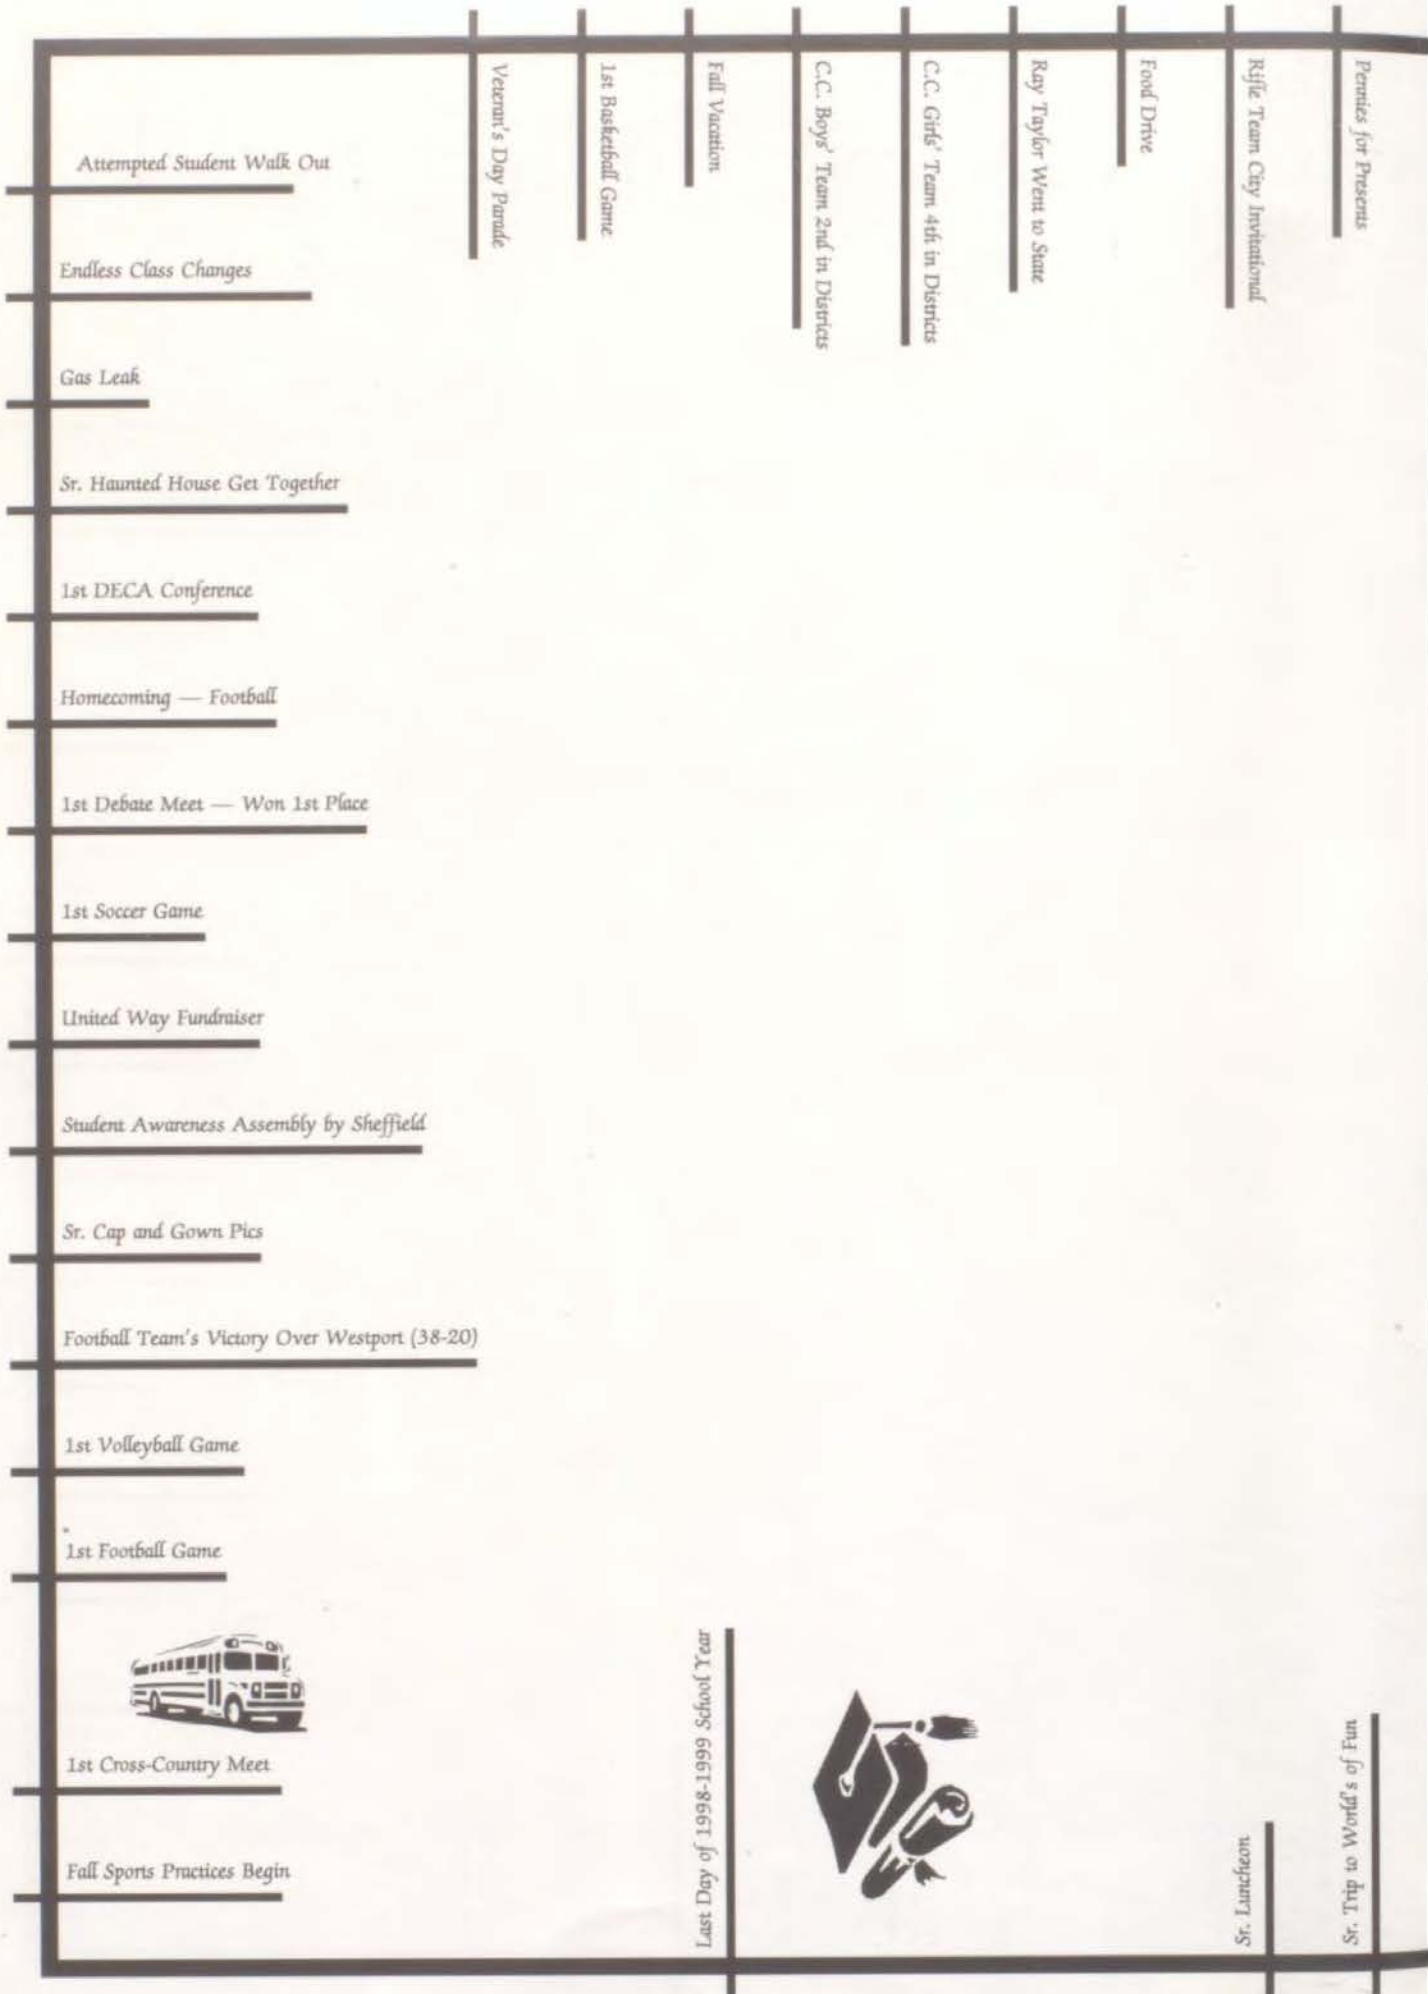 Attempted Student Walk Out
Endless Class Changes
Gas Leak
Sr. Haunted House Get Together
1st DECA Conference
Homecoming — Football
1st Debate Meet — Won 1st Place
1st Soccer Game
United Way Fundraiser
Student Awareness Assembly by Sheffield
Sr. Cap and Gown Pics
Football Team's Victory Over Westport (38-20)
1st Volleyball Game
1st Football Game
1st Cross-Country Meet
Fall Sports Practices Begin
Veteran's Day Parade
1st Basketball Game
Fall Vacation
C.C. Boys' Team 2nd in Districts
C.C. Girls' Team 4th in Districts
Ray Taylor Went to State
Food Drive
Rifle Team City Invitational
Pennies for Presents
Last Day of 1998-1999 School Year
Sr. Luncheon
Sr. Trip to World's of Fun